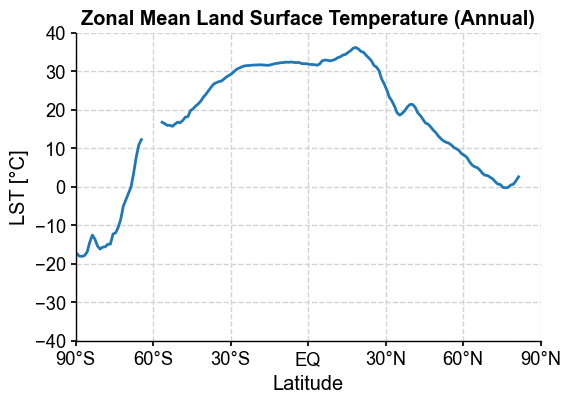 Zonal Mean Land Surface Temperature (Annual)
40
30
20
10
0
−10
−20
−30
−40
LST [°C]
90°S 60°S 30°S EQ 30°N 60°N 90°N
Latitude